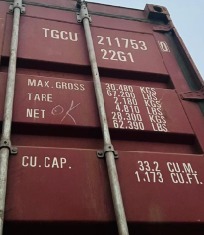 TGCU 211753 0
22G1
MAX. GROSS 30.480 KGS
67.200 LBS
TARE 2.180 KGS
4.810 LBS
NET OK 28.300 KGS
62.390 LBS
CU. CAP. 33.2 CU.M.
1.173 CU.FT.